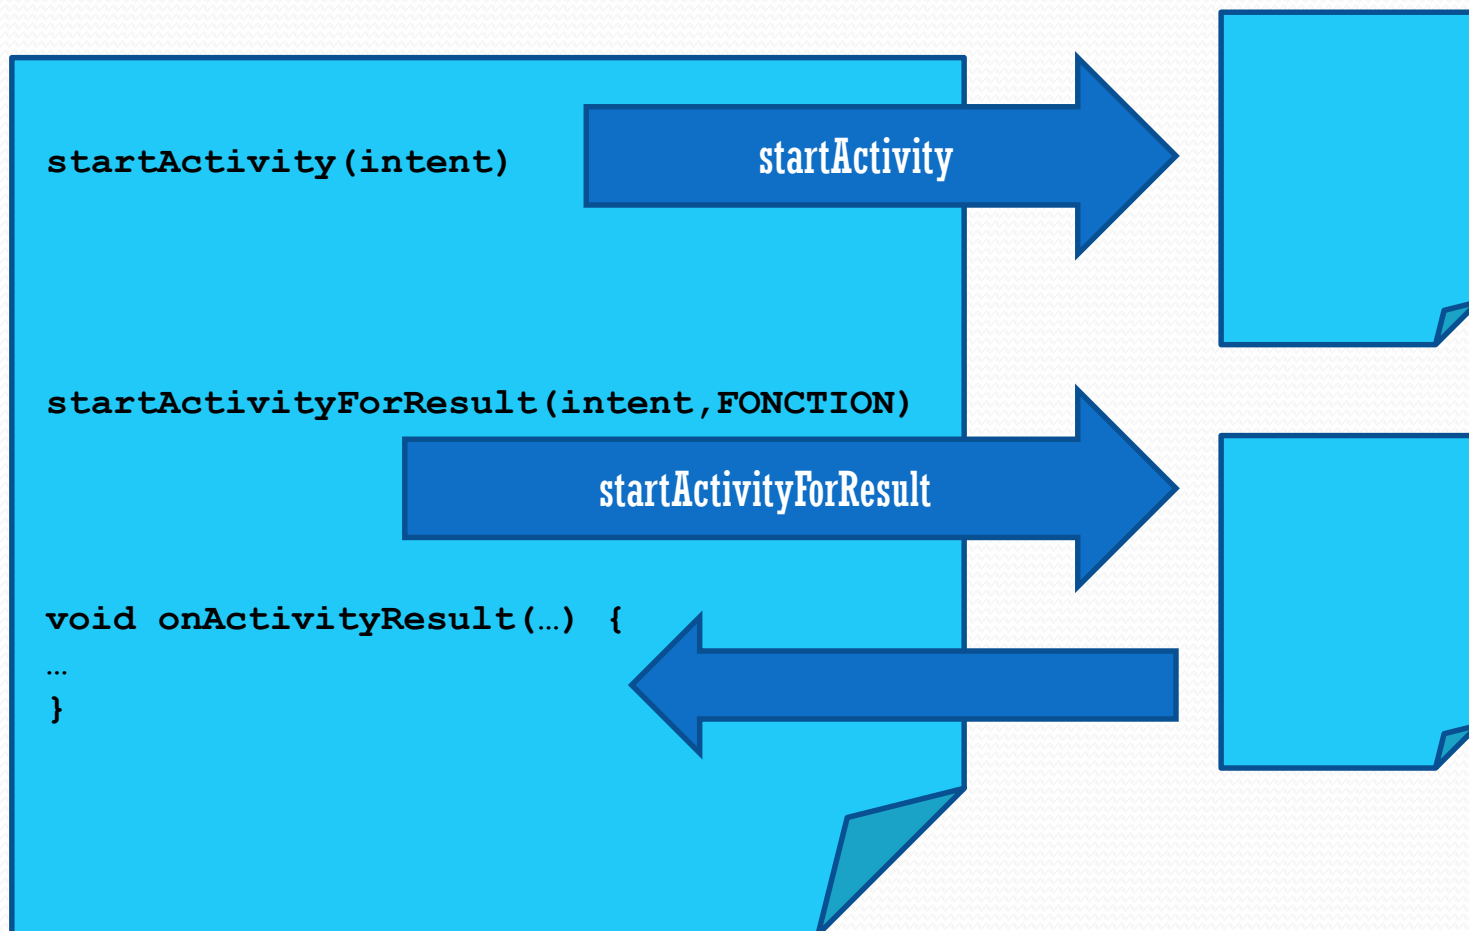 startActivity(intent)
startActivity
startActivityForResult(intent,FONCTION)
startActivityForResult
void onActivityResult(…) {
…
}